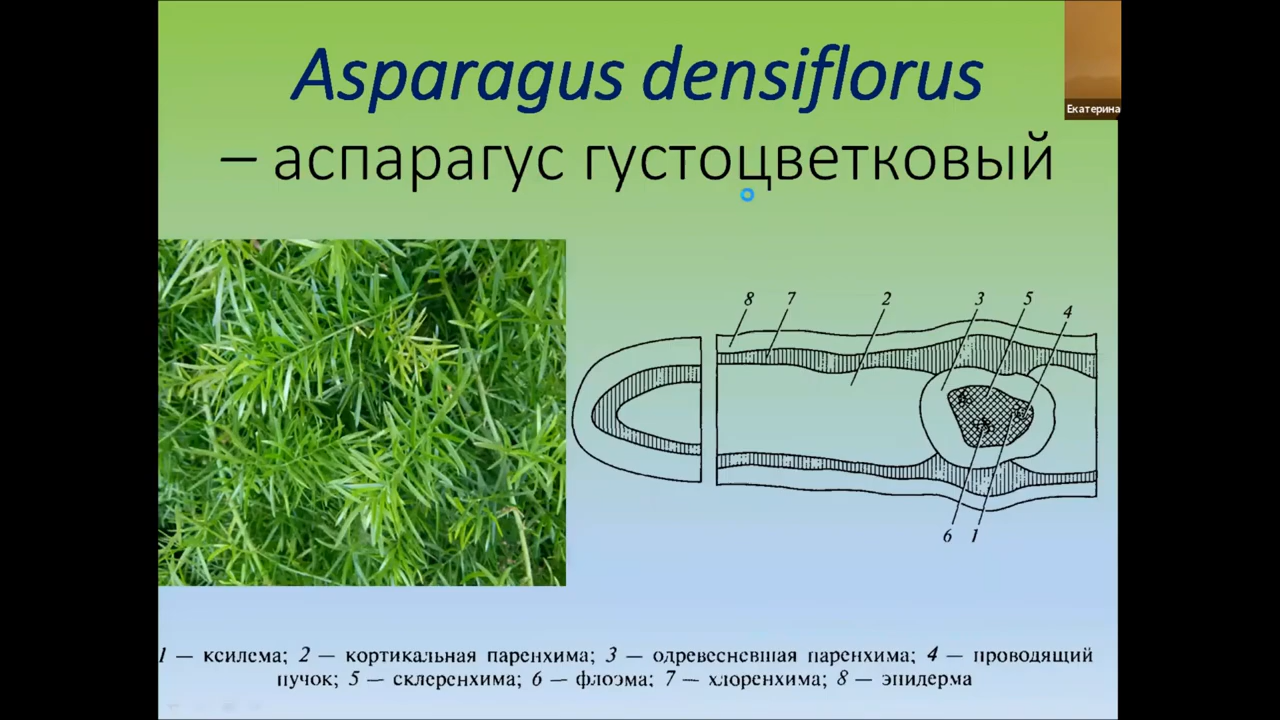 Asparagus densiflorus
– аспарагус густоцветковый
Екатерина
8 7 2 3 5 4
6 1
1 — ксилема; 2 — кортикальная паренхима; 3 — одревесневшая паренхима; 4 — проводящий
пучок; 5 — склеренхима; 6 — флоэма; 7 — хлоренхима; 8 — эпидерма